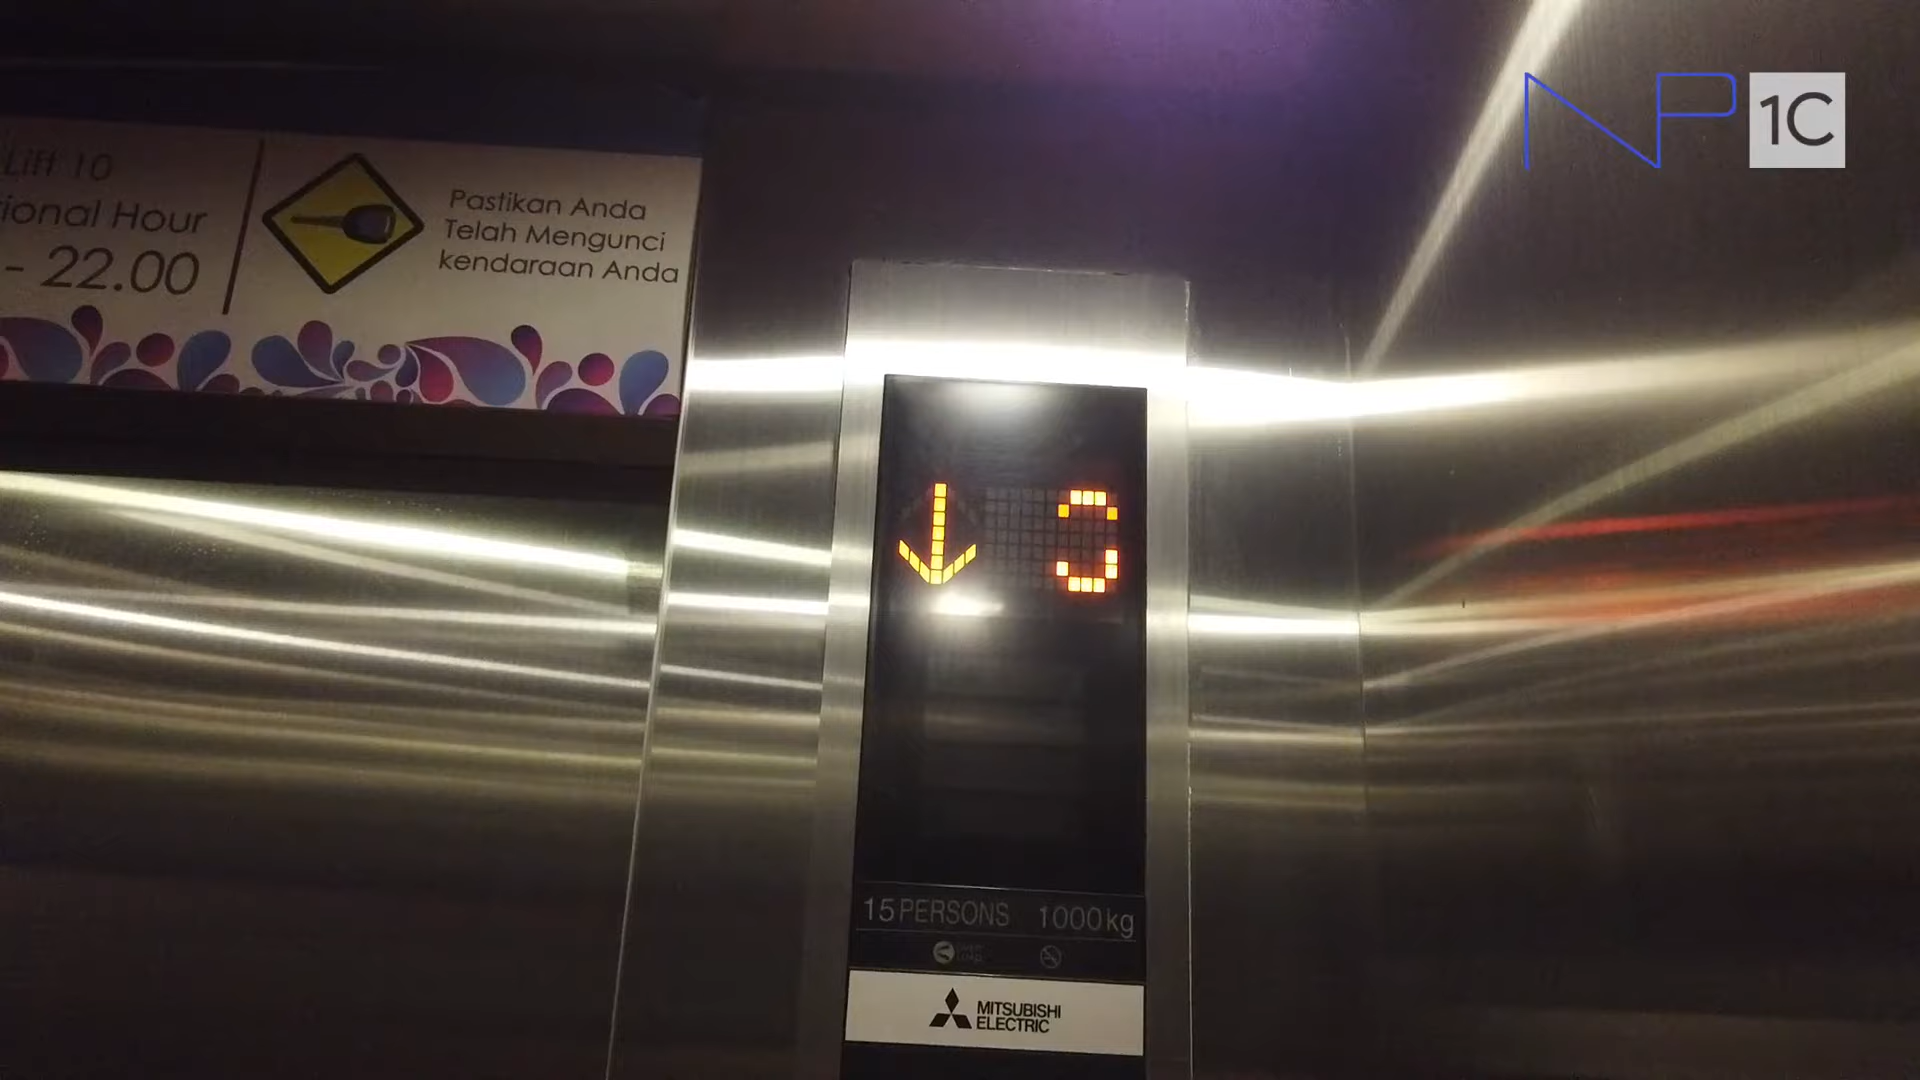 NP 1C
Lift 10
ional Hour
- 22.00
Pastikan Anda
Telah Mengunci
kendaraan Anda
15 PERSONS 1000kg
MITSUBISHI
ELECTRIC